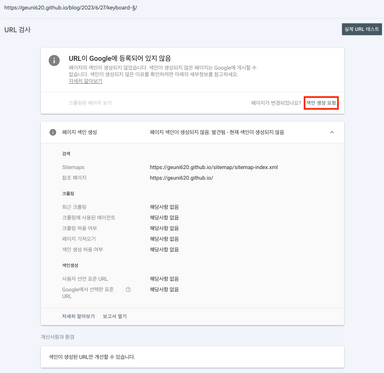 https://geuni620.github.io/blog/2023/6/27/keyboard-질/
URL 검사
실제 URL 테스트
URL이 Google에 등록되어 있지 않음
페이지의 색인이 생성되지 않았습니다. 색인이 생성되지 않은 페이지는 Google에 게시될 수
없습니다. 색인이 생성되지 않은 이유를 확인하려면 아래의 세부정보를 참고하세요.
자세히 알아보기
크롤링된 페이지 보기
페이지가 변경되었나요? 색인 생성 요청
페이지 색인 생성
페이지 색인이 생성되지 않음: 발견됨 - 현재 색인이 생성되지 않음
검색
Sitemaps https://geuni620.github.io/sitemap/sitemap-index.xml
참조 페이지 https://geuni620.github.io/
크롤링
최근 크롤링 해당사항 없음
크롤링에 사용된 에이전트 해당사항 없음
크롤링 허용 여부 해당사항 없음
페이지 가져오기 해당사항 없음
색인 생성 허용 여부 해당사항 없음
색인생성
사용자 선언 표준 URL 해당사항 없음
Google에서 선택한 표준 해당사항 없음
URL
자세히 알아보기 보고서 열기
개선사항과 환경
색인이 생성된 URL만 개선할 수 있습니다.